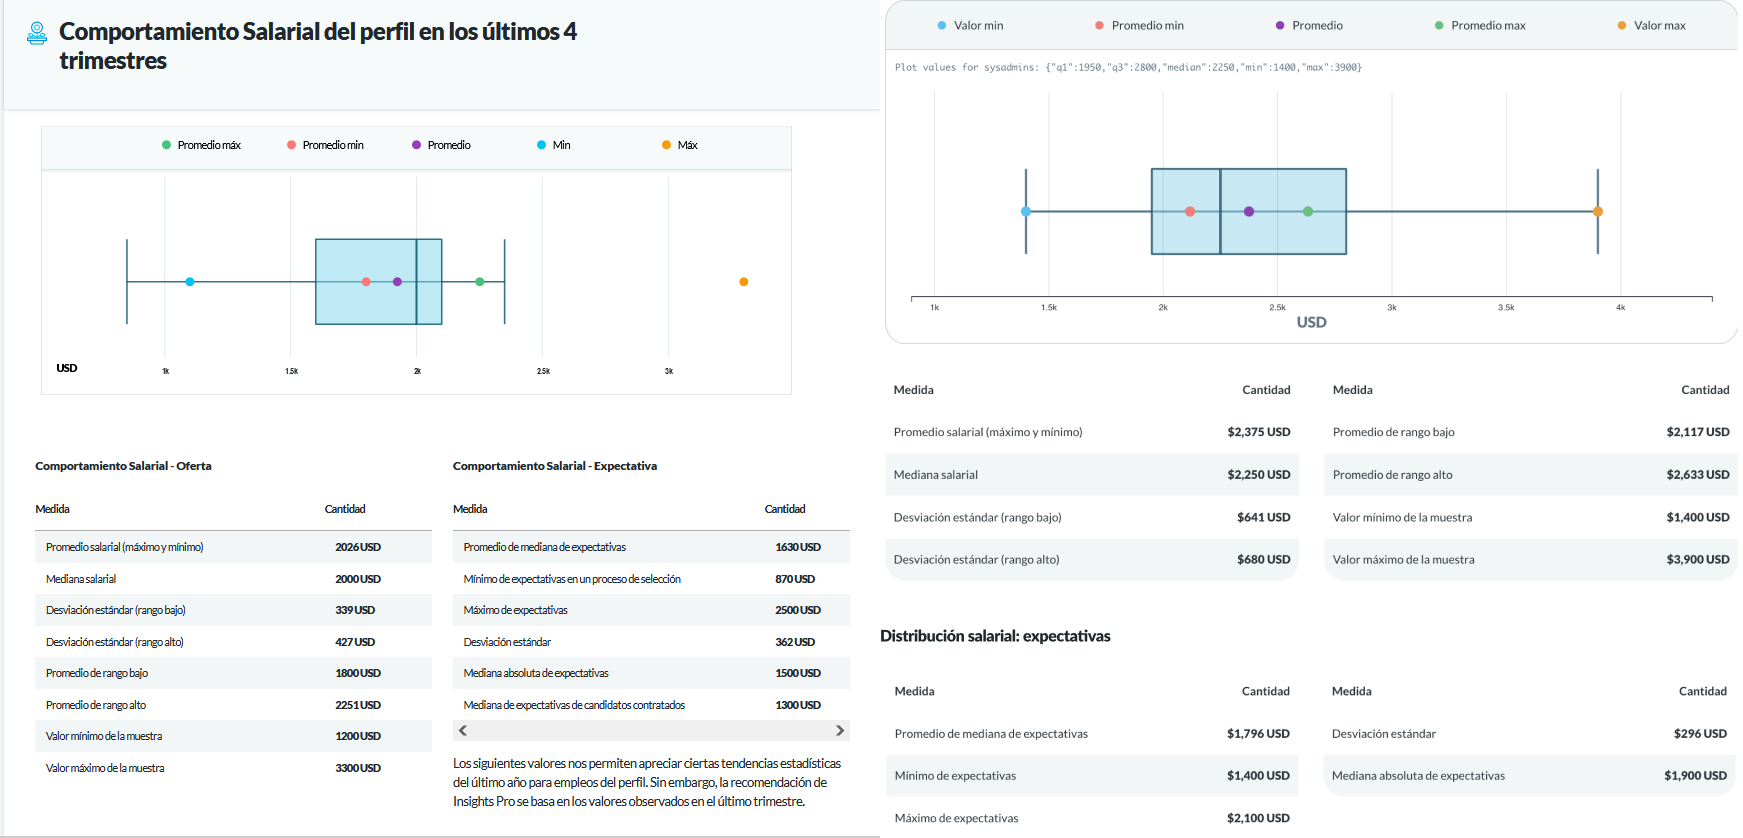 Comportamiento Salarial del perfil en los últimos 4
trimestres
Promedio máx Promedio min Promedio Min Máx
USD 1k 1.5k 2k 2.5k 3k
Comportamiento Salarial - Oferta
Medida Cantidad
Promedio salarial (máximo y mínimo) 2026 USD
Mediana salarial 2000 USD
Desviación estándar (rango bajo) 339 USD
Desviación estándar (rango alto) 427 USD
Promedio de rango bajo 1800 USD
Promedio de rango alto 2251 USD
Valor mínimo de la muestra 1200 USD
Valor máximo de la muestra 3300 USD
Comportamiento Salarial - Expectativa
Medida Cantidad
Promedio de mediana de expectativas 1630 USD
Mínimo de expectativas en un proceso de selección 870 USD
Máximo de expectativas 2500 USD
Desviación estándar 362 USD
Mediana absoluta de expectativas 1500 USD
Mediana de expectativas de candidatos contratados 1300 USD
Los siguientes valores nos permiten apreciar ciertas tendencias estadísticas
del último año para empleos del perfil. Sin embargo, la recomendación de
Insights Pro se basa en los valores observados en el último trimestre.
Valor min Promedio min Promedio Promedio max Valor max
Plot values for sysadmins: {"q1":1950,"q3":2800,"median":2250,"min":1400,"max":3900}
1k 1.5k 2k 2.5k 3k 3.5k 4k
USD
Medida Cantidad
Promedio salarial (máximo y mínimo) $2,375 USD
Mediana salarial $2,250 USD
Desviación estándar (rango bajo) $641 USD
Desviación estándar (rango alto) $680 USD
Medida Cantidad
Promedio de rango bajo $2,117 USD
Promedio de rango alto $2,633 USD
Valor mínimo de la muestra $1,400 USD
Valor máximo de la muestra $3,900 USD
Distribución salarial: expectativas
Medida Cantidad
Promedio de mediana de expectativas $1,796 USD
Mínimo de expectativas $1,400 USD
Máximo de expectativas $2,100 USD
Medida Cantidad
Desviación estándar $296 USD
Mediana absoluta de expectativas $1,900 USD